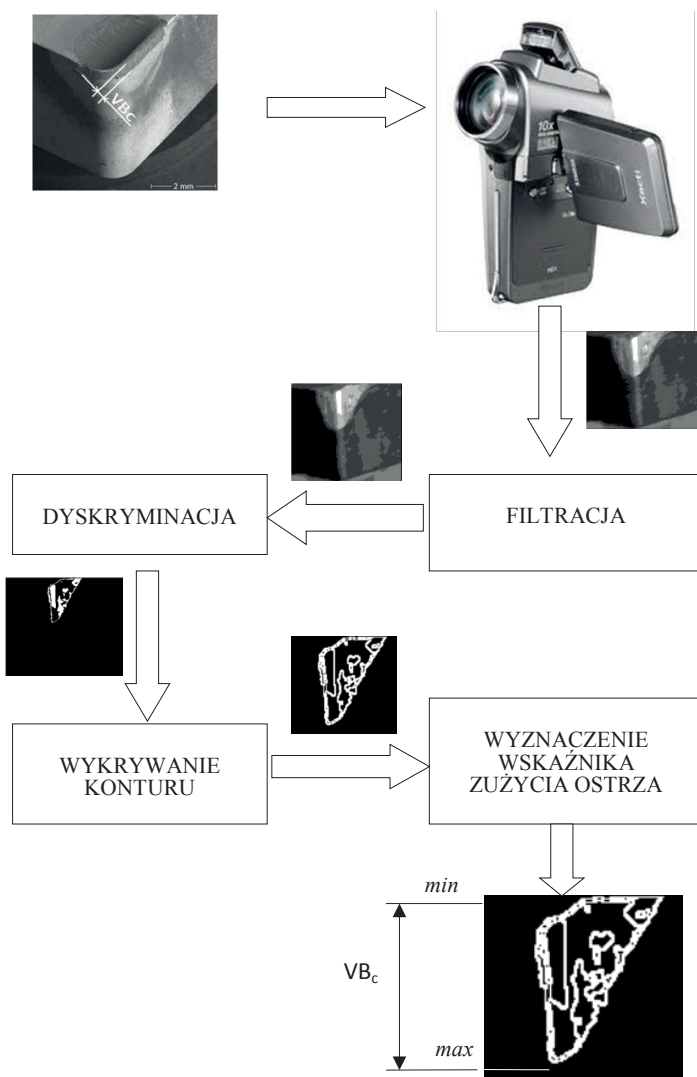 VBc
2 mm
10x
xacti
FILTRACJA
DYSKRYMINACJA
WYKRYWANIE
KONTURU
WYZNACZENIE
WSKAŹNIKA
ZUŻYCIA OSTRZA
min
VBc
max